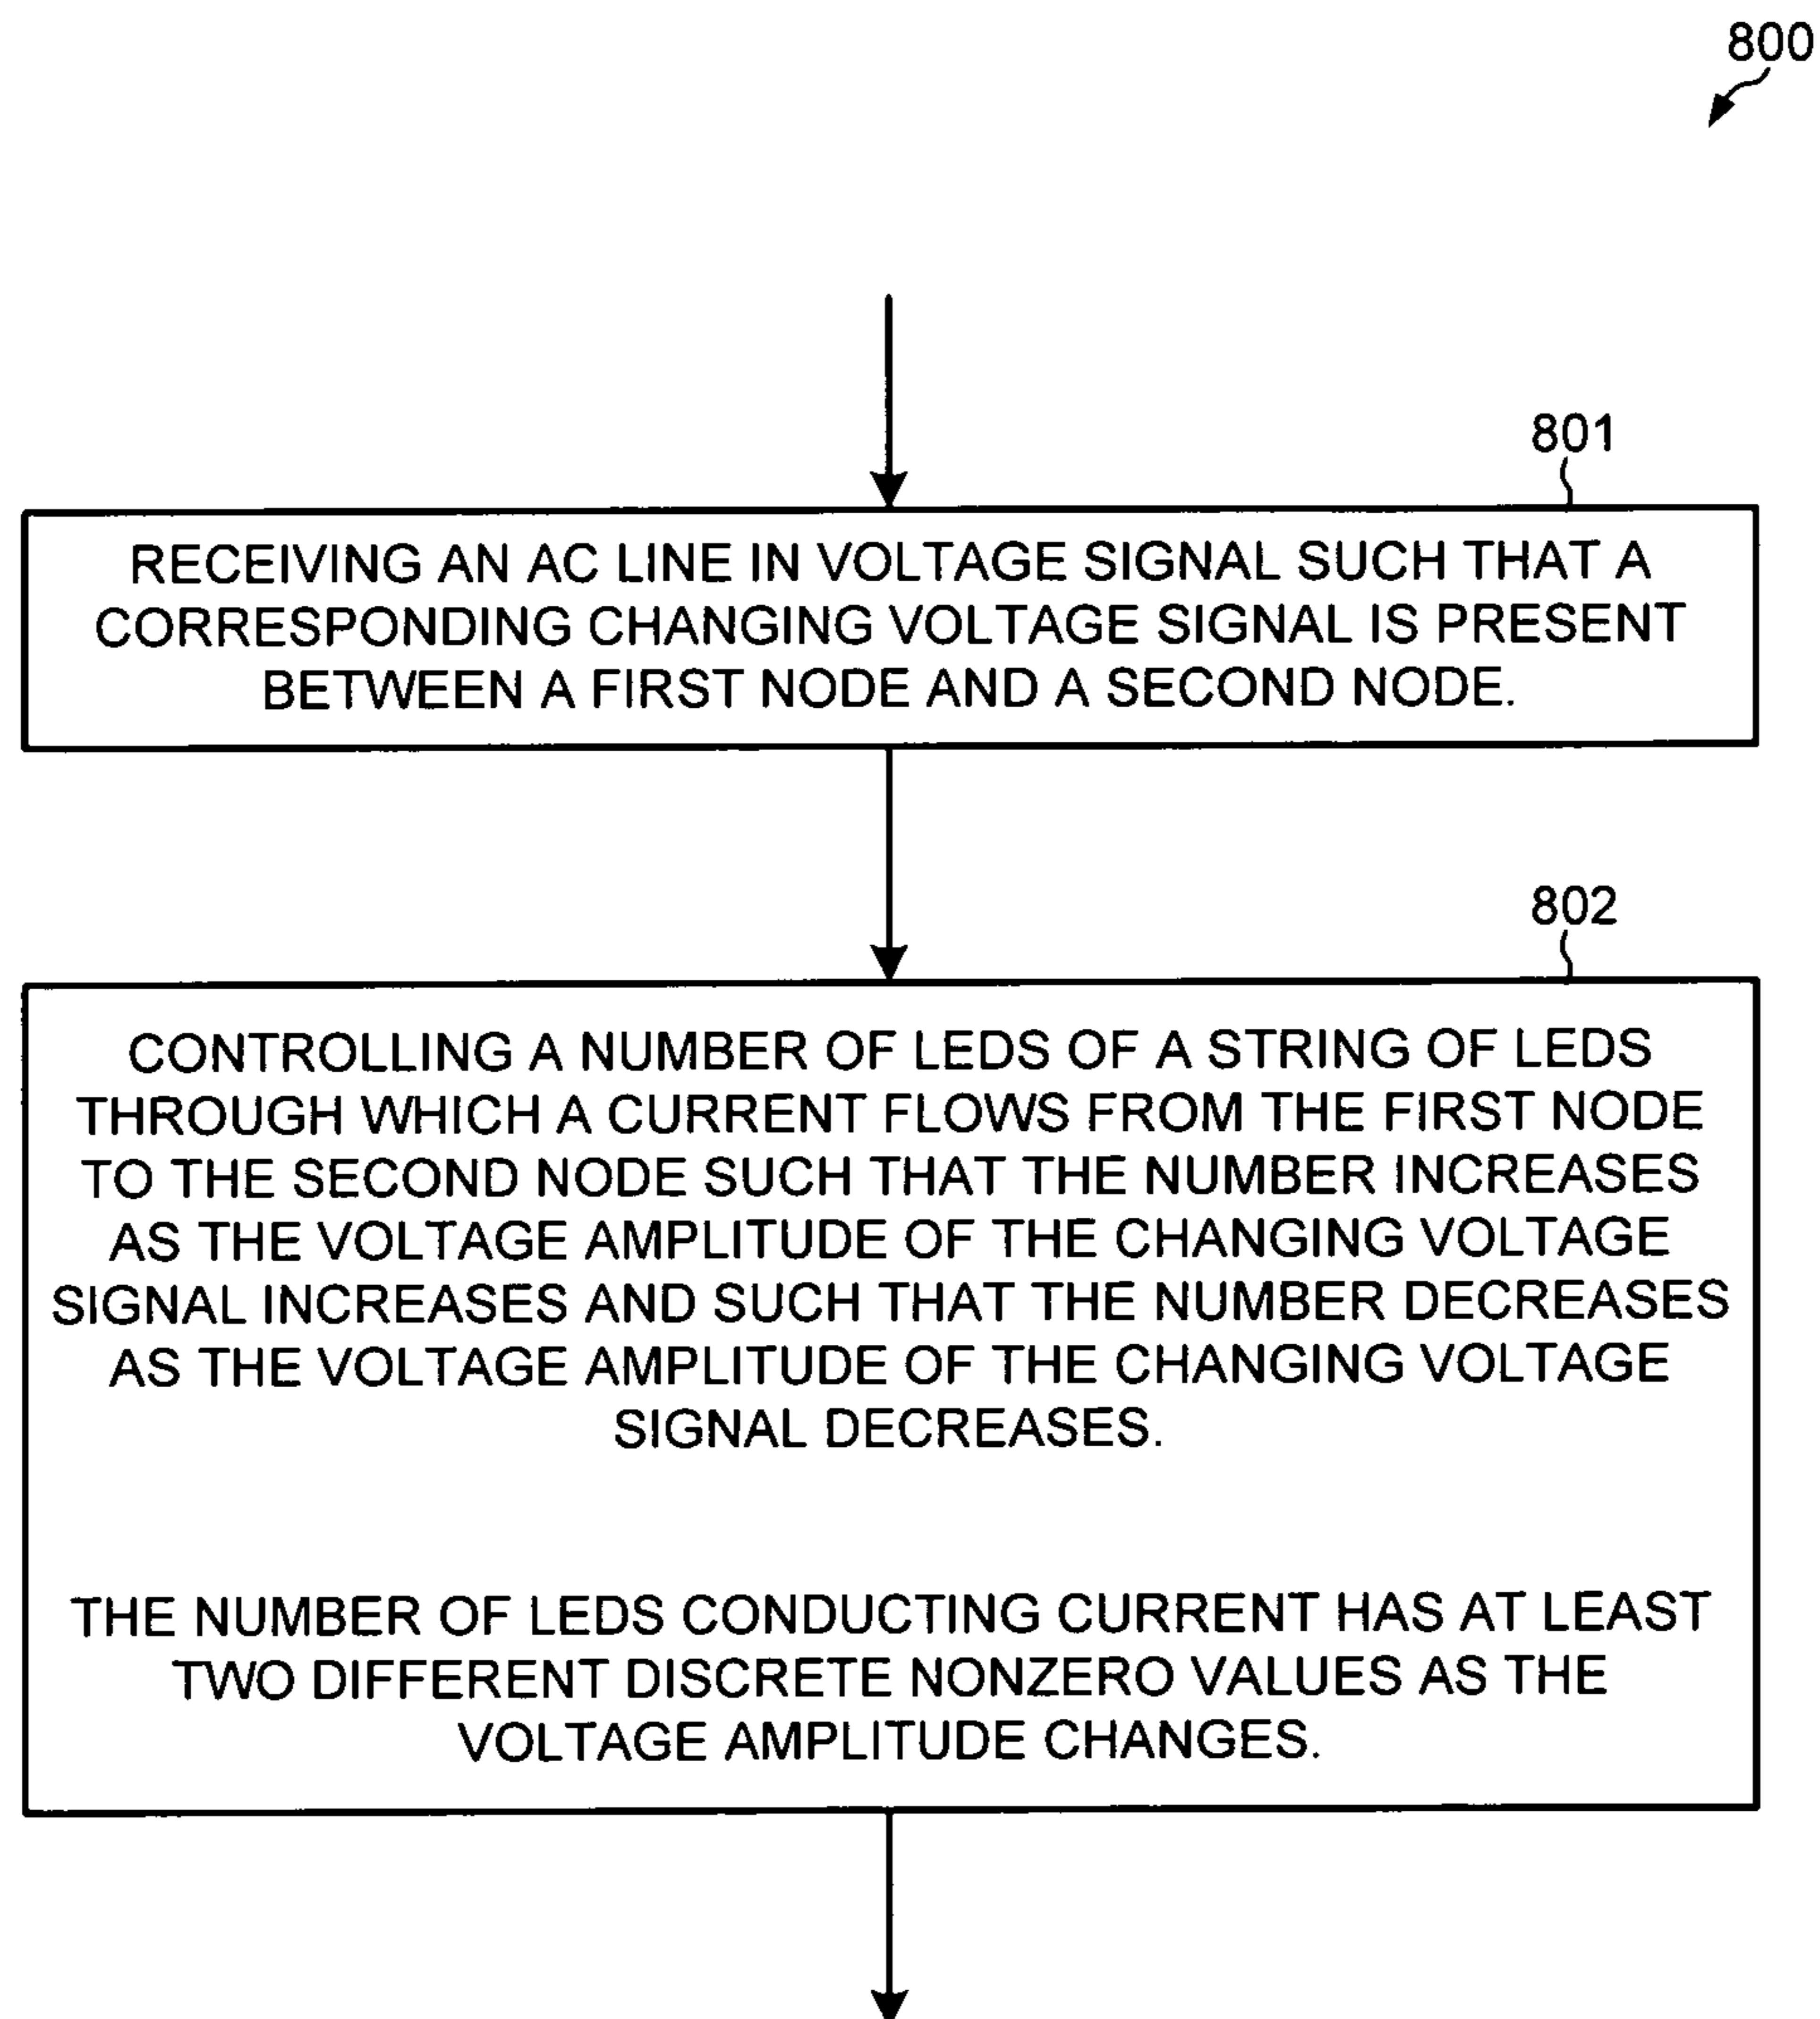 800
801
RECEIVING AN AC LINE IN VOLTAGE SIGNAL SUCH THAT A
CORRESPONDING CHANGING VOLTAGE SIGNAL IS PRESENT
BETWEEN A FIRST NODE AND A SECOND NODE.
802
CONTROLLING A NUMBER OF LEDS OF A STRING OF LEDS
THROUGH WHICH A CURRENT FLOWS FROM THE FIRST NODE
TO THE SECOND NODE SUCH THAT THE NUMBER INCREASES
AS THE VOLTAGE AMPLITUDE OF THE CHANGING VOLTAGE
SIGNAL INCREASES AND SUCH THAT THE NUMBER DECREASES
AS THE VOLTAGE AMPLITUDE OF THE CHANGING VOLTAGE
SIGNAL DECREASES.
THE NUMBER OF LEDS CONDUCTING CURRENT HAS AT LEAST
TWO DIFFERENT DISCRETE NONZERO VALUES AS THE
VOLTAGE AMPLITUDE CHANGES.